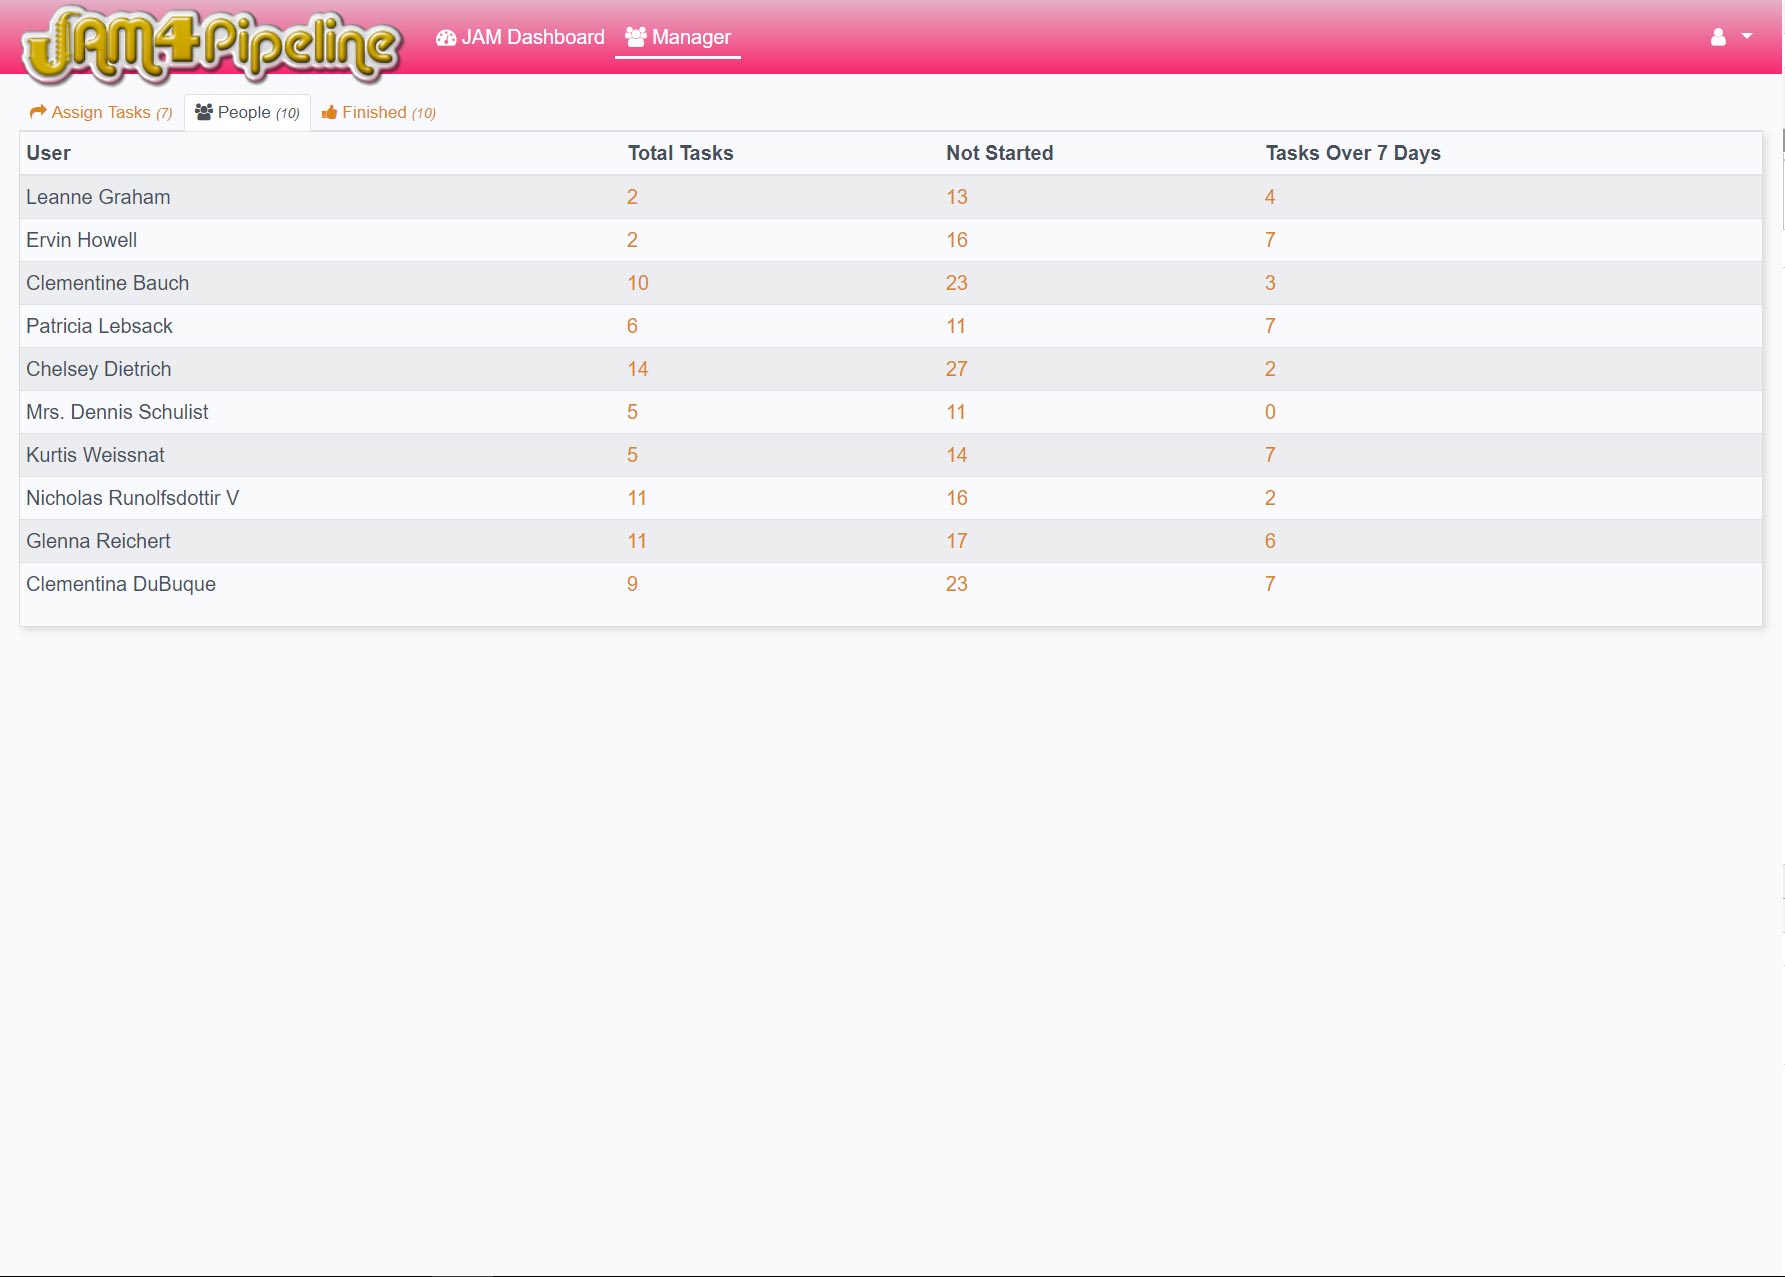 JAM4Pipeline JAM Dashboard Manager
Assign Tasks (7) People (10) Finished (10)
User Total Tasks Not Started Tasks Over 7 Days
Leanne Graham 2 13 4
Ervin Howell 2 16 7
Clementine Bauch 10 23 3
Patricia Lebsack 6 11 7
Chelsey Dietrich 14 27 2
Mrs. Dennis Schulist 5 11 0
Kurtis Weissnat 5 14 7
Nicholas Runolfsdottir V 11 16 2
Glenna Reichert 11 17 6
Clementina DuBuque 9 23 7